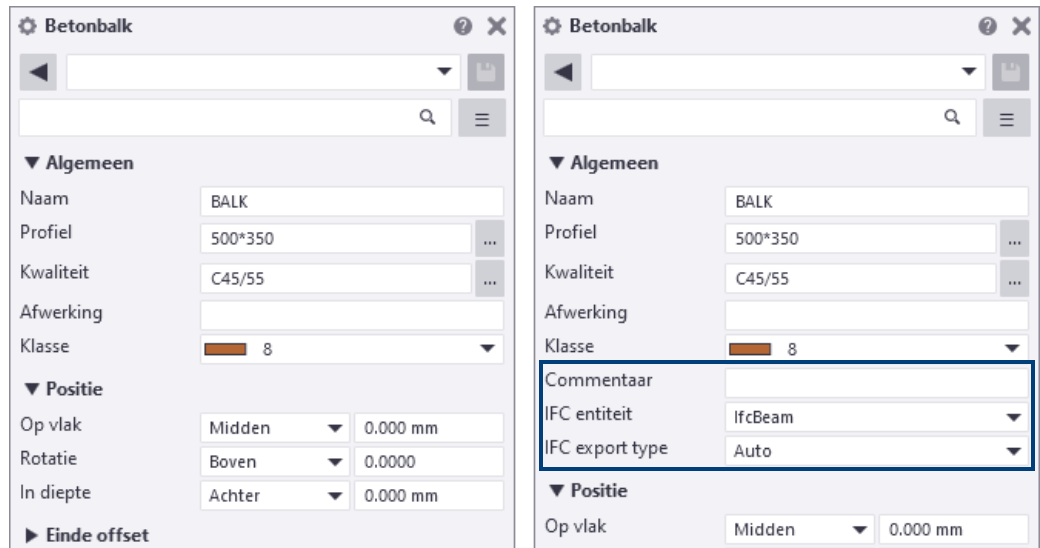 Betonbalk
Algemeen
Naam BALK
Profiel 500*350 ...
Kwaliteit C45/55 ...
Afwerking
Klasse 8
Positie
Op vlak Midden 0.000 mm
Rotatie Boven 0.0000
In diepte Achter 0.000 mm
Einde offset
Betonbalk
Algemeen
Naam BALK
Profiel 500*350 ...
Kwaliteit C45/55 ...
Afwerking
Klasse 8
Commentaar
IFC entiteit IfcBeam
IFC export type Auto
Positie
Op vlak Midden 0.000 mm